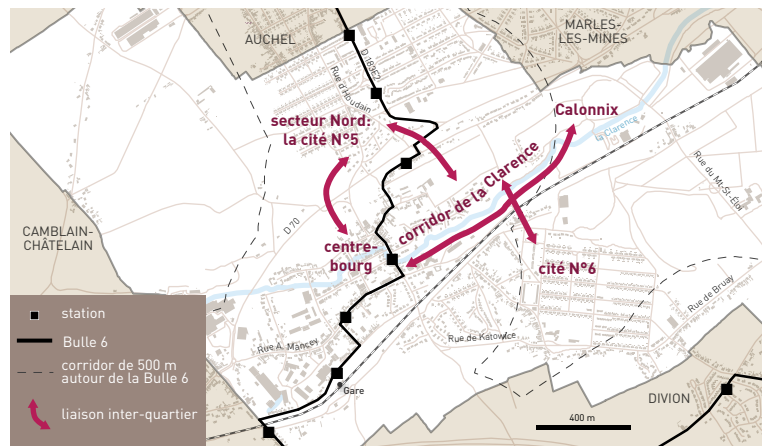 AUCHEL
MARLES-
LES-MINES
D 183E2
Rue d'Houdain
secteur Nord:
la cité N°5
Calonnix
la Clarence
corridor de la Clarence
Rue du Mt-St-Éloi
CAMBLAIN-
CHÂTELAIN
D 70
centre-
bourg
cité N°6
Rue de Bruay
Rue A. Mancey
Rue de Katowice
Gare
DIVION
400 m
station
Bulle 6
corridor de 500 m
autour de la Bulle 6
liaison inter-quartier